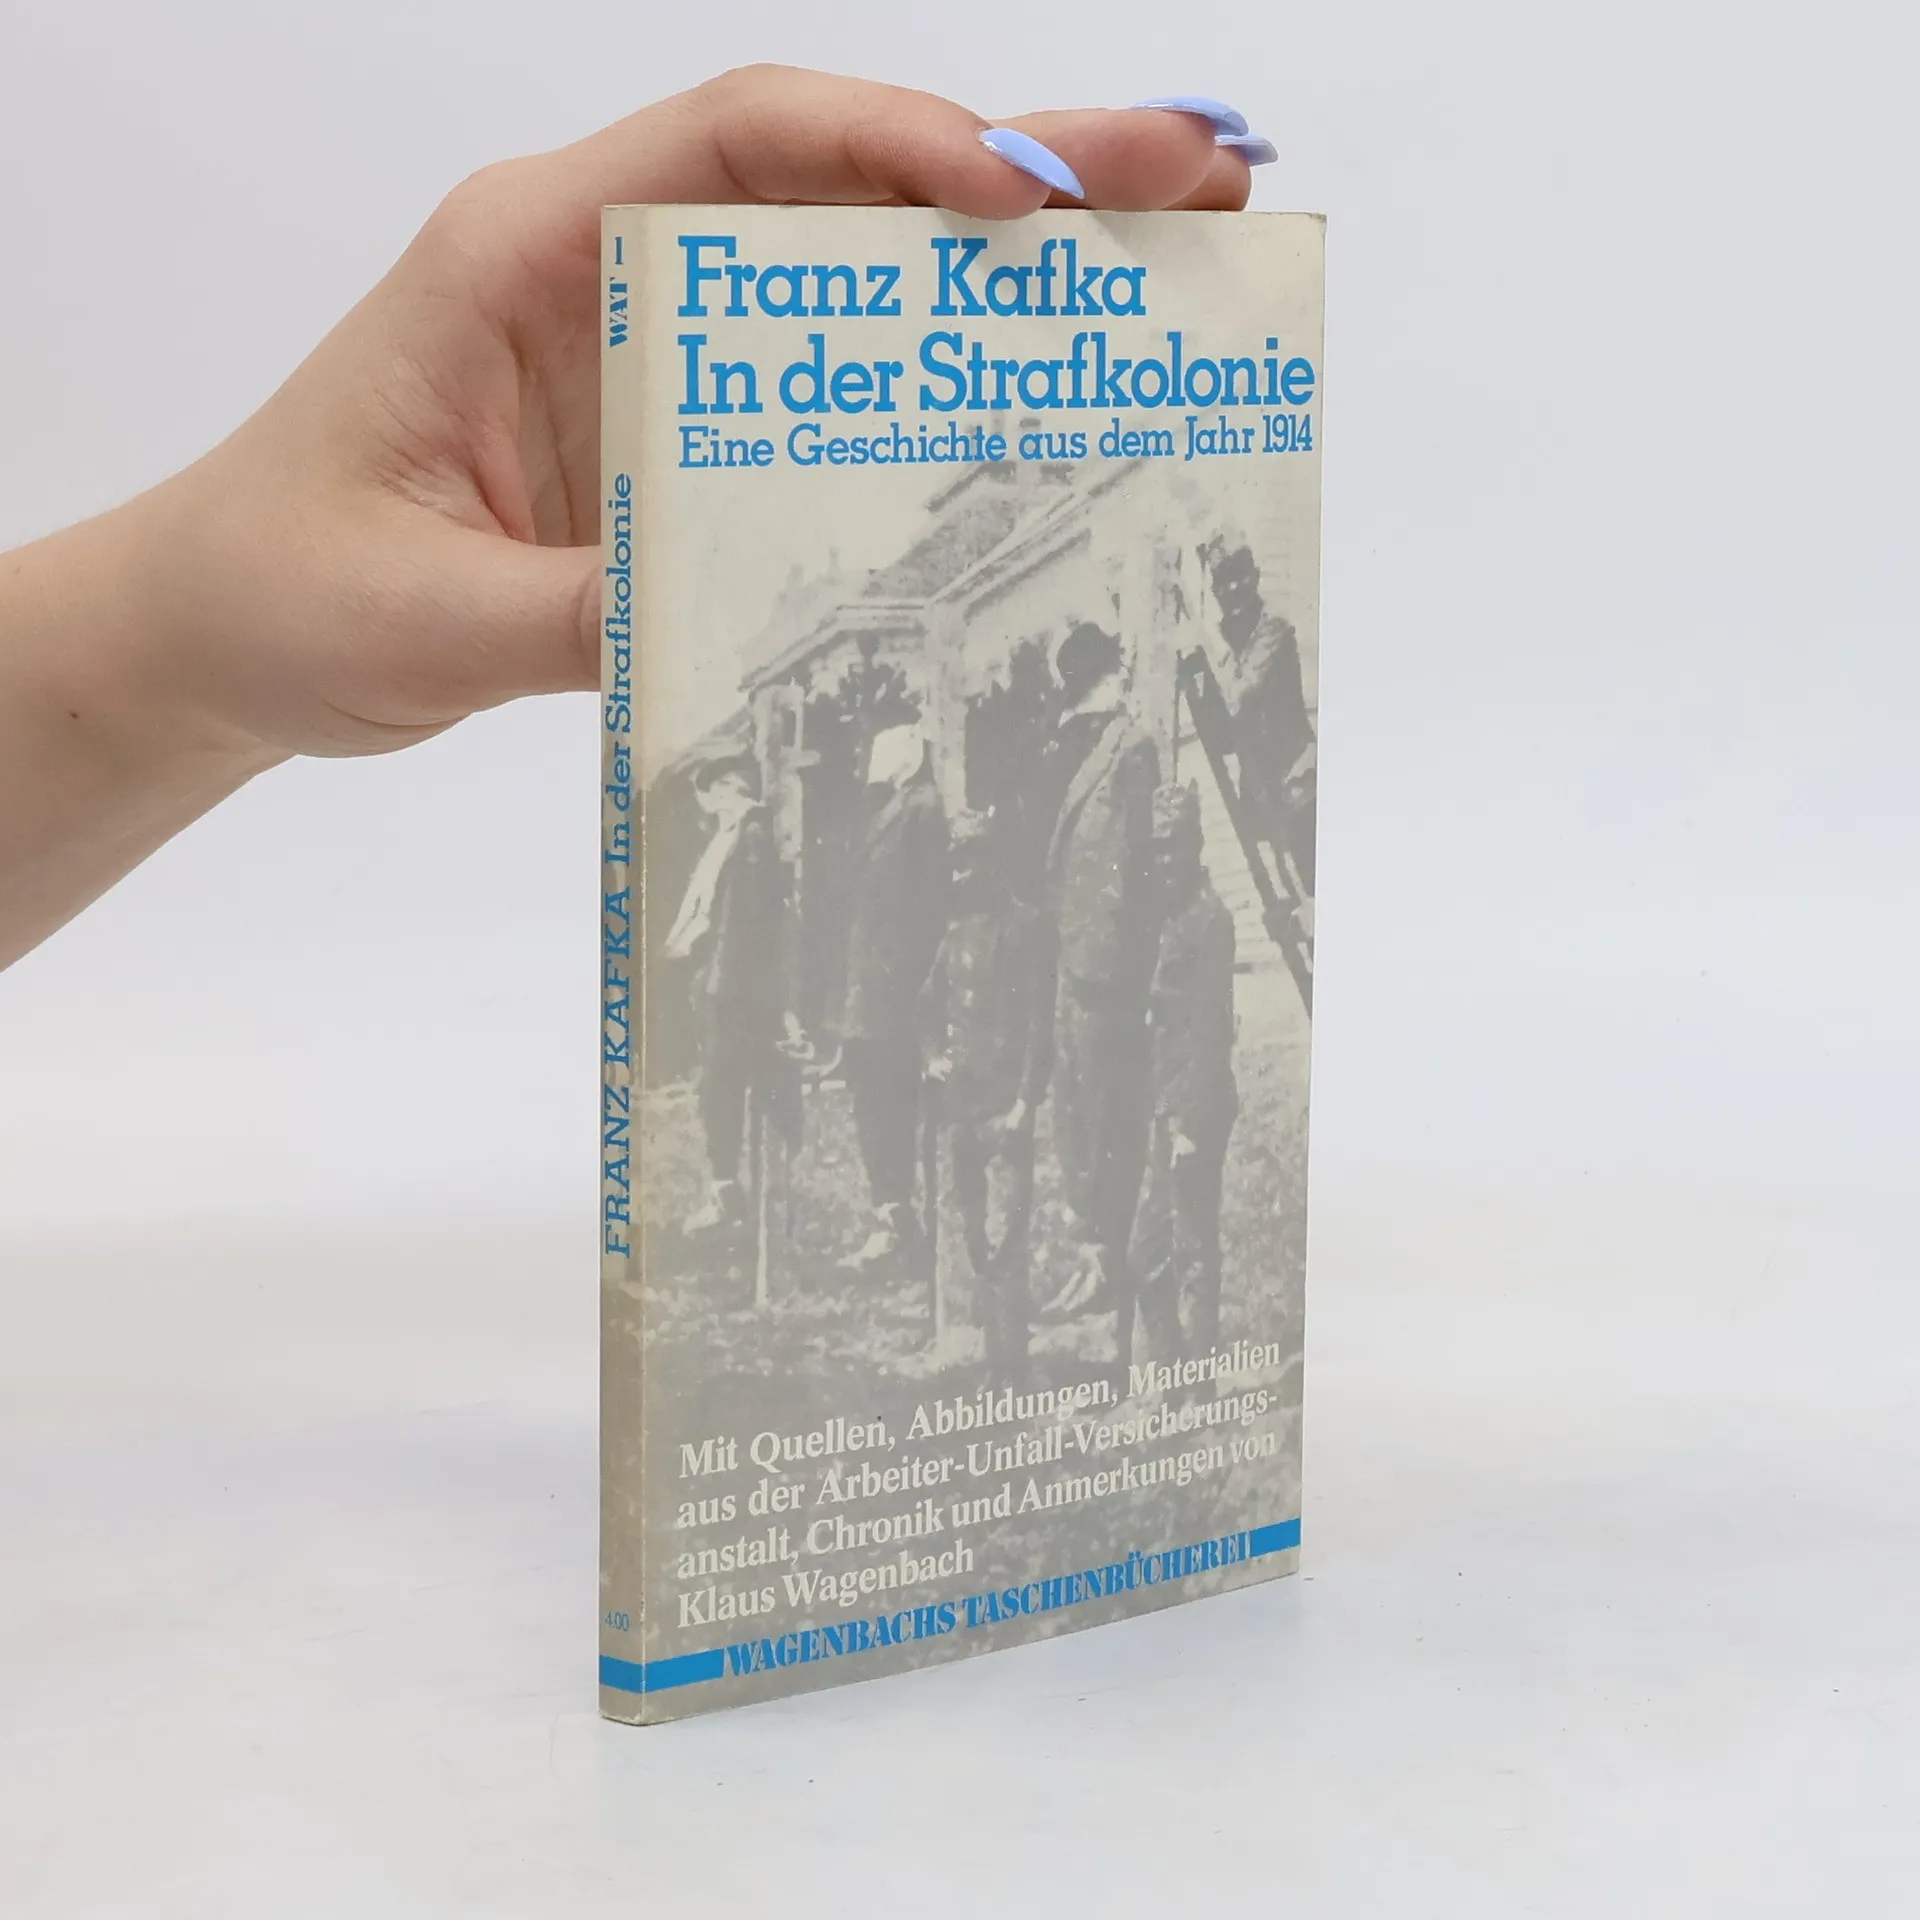 Franz Kafka
In der Strafkolonie
Eine Geschichte aus dem Jahr 1914
Mit Quellen, Abbildungen, Materialien
aus der Arbeiter-Unfall-Versicherungs-
anstalt, Chronik und Anmerkungen von
Klaus Wagenbach
WAGENBACHS TASCHENBÜCHEREI
WAT 1
FRANZ KAFKA In der Strafkolonie
4.00